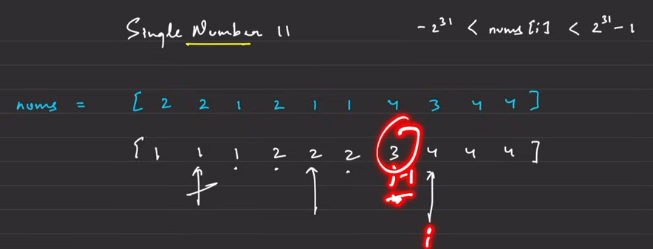 Single Number II    -2^31 < nums[i] < 2^31 - 1
nums = [ 2 2 1 2 1 1 4 3 4 4 ]
[ 1 1 1 2 2 2 3 4 4 4 ]
i-1
i